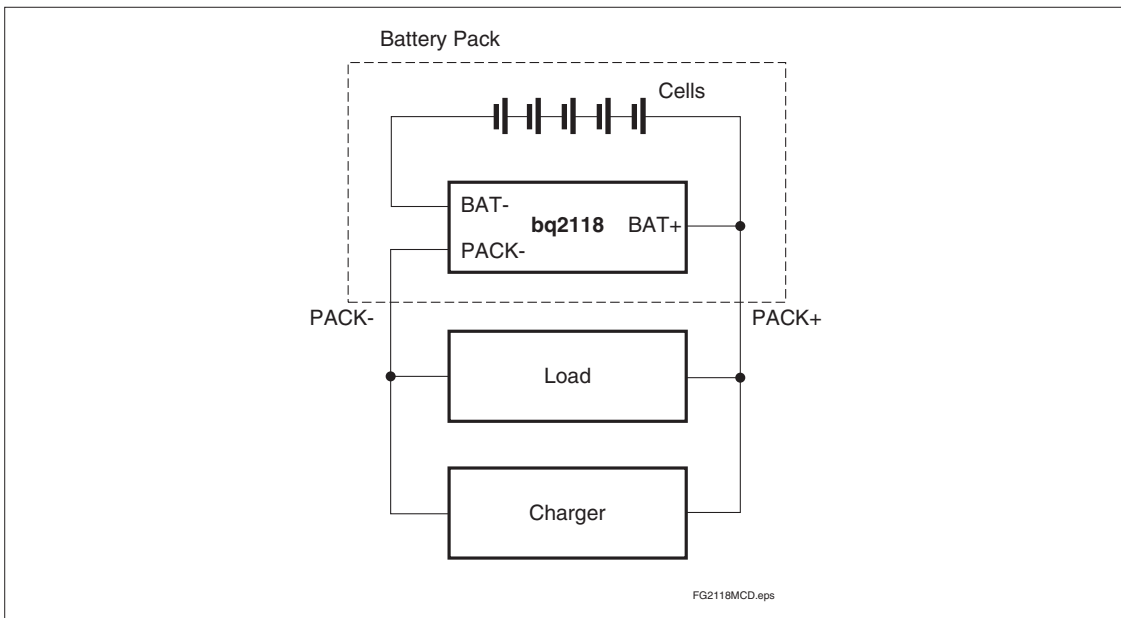 Battery Pack
Cells
BAT-
bq2118 BAT+
PACK-
PACK- PACK+
Load
Charger
FG2118MCD.eps